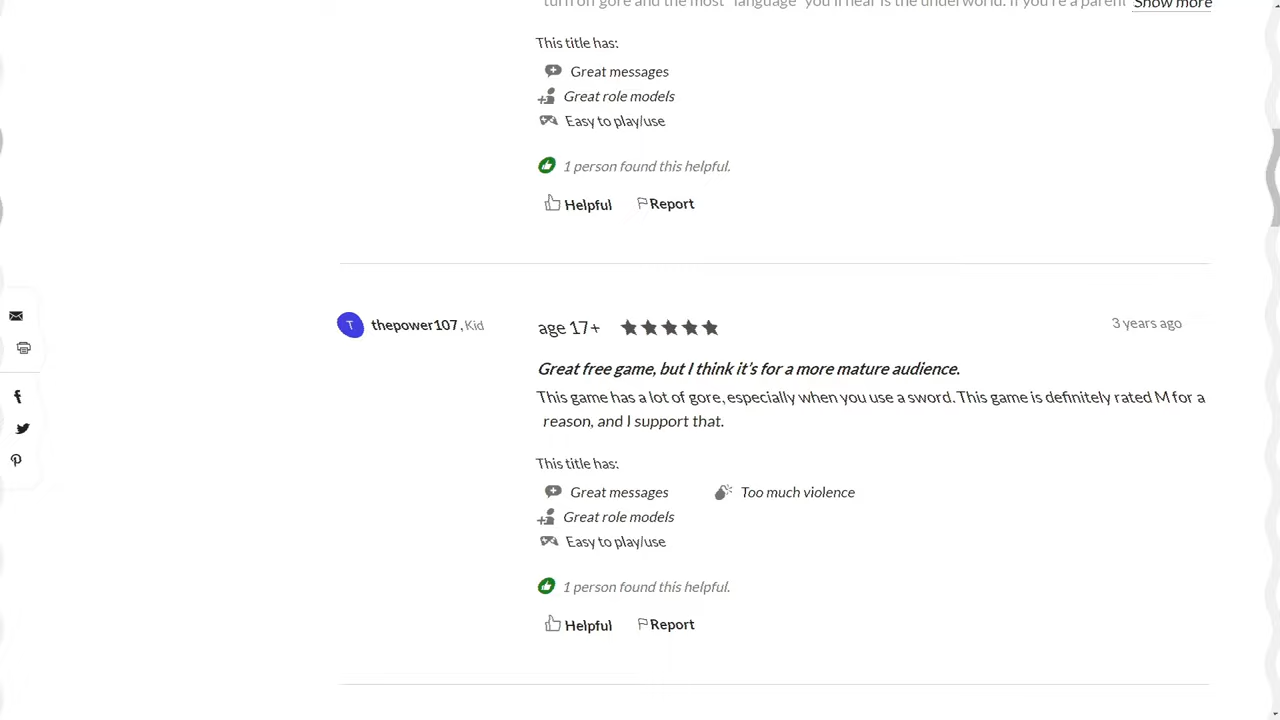 turn off gore and the most "language" you'll hear is the underworld. If you're a parent Show more
This title has:
Great messages
Great role models
Easy to play/use
1 person found this helpful.
Helpful Report
T thepower107 , Kid
age 17+
3 years ago
Great free game, but I think it's for a more mature audience.
This game has a lot of gore, especially when you use a sword. This game is definitely rated M for a
reason, and I support that.
This title has:
Great messages Too much violence
Great role models
Easy to play/use
1 person found this helpful.
Helpful Report